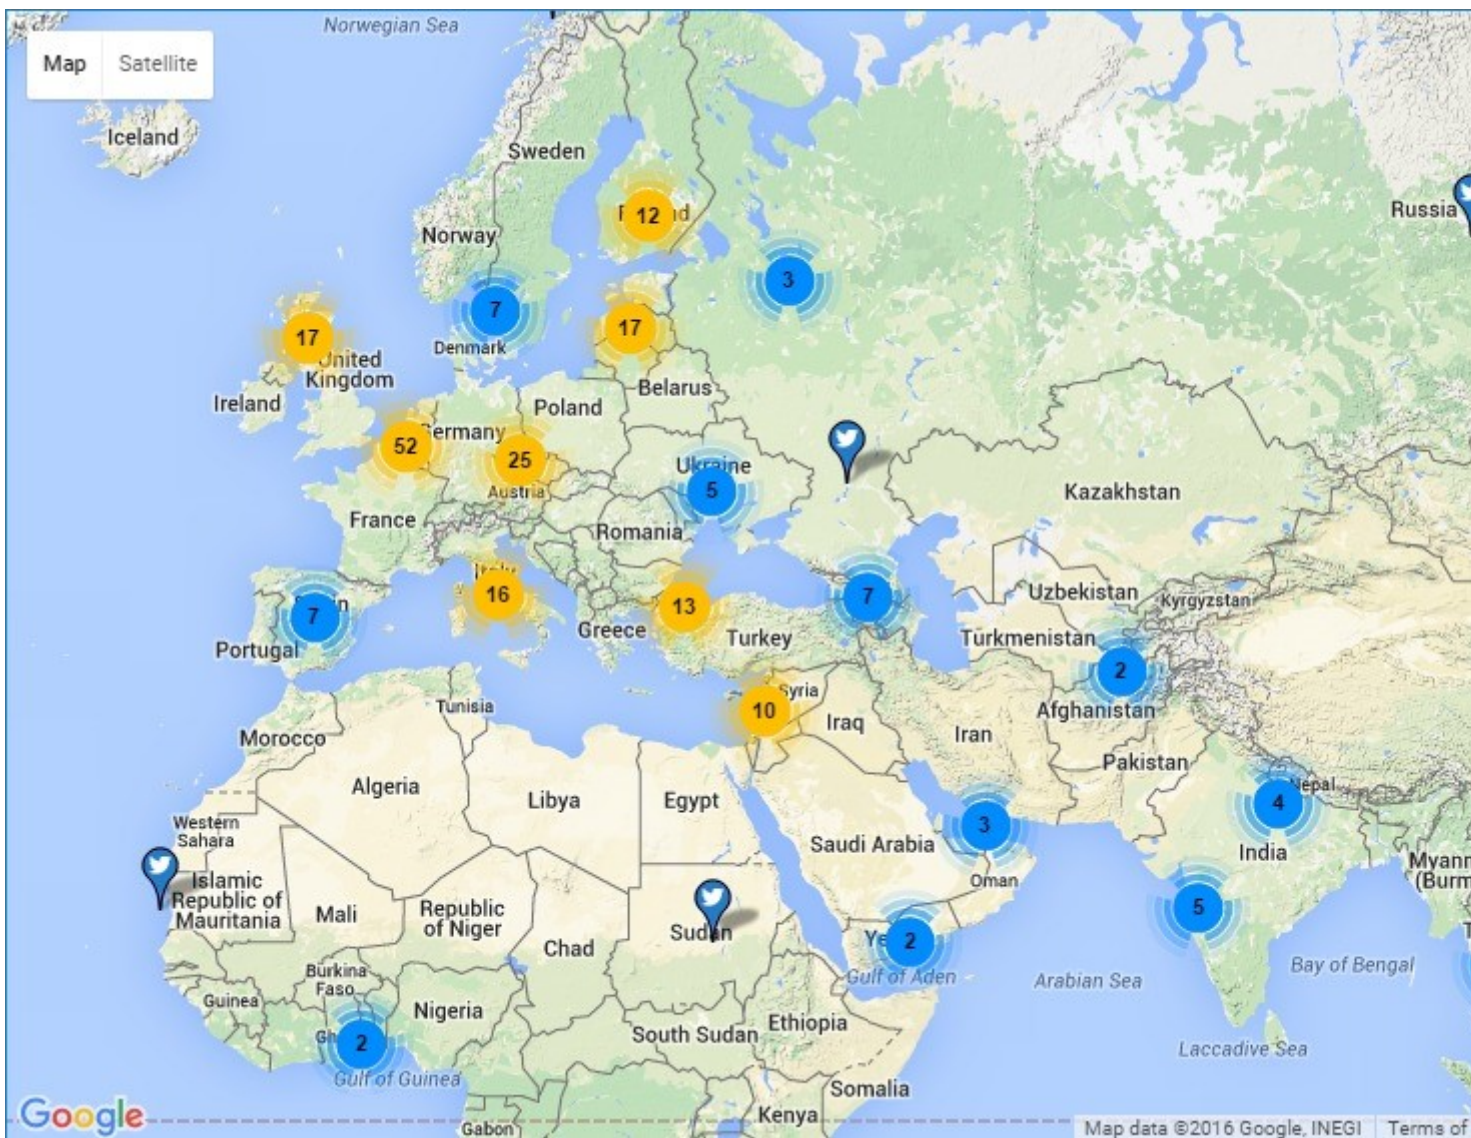 Norwegian Sea
Map
Satellite
Iceland
Sweden
12
Russia
Norway
3
7
17
17
Denmark
United
Kingdom
Belarus
Ireland
Poland
52
Germany
25
Ukraine
5
Austria
Kazakhstan
France
Romania
Italy
16
7
Uzbekistan
Kyrgyzstan
7
13
Greece
Turkey
Turkmenistan
Portugal
2
Syria
Tunisia
10
Afghanistan
Iraq
Iran
Morocco
Pakistan
Algeria
Libya
Egypt
Nepal
4
Western
Sahara
3
Saudi Arabia
India
Oman
Islamic
Republic of
Mauritania
Mali
Republic
of Niger
5
Sudan
Chad
2
Gulf of Aden
Arabian Sea
Bay of Bengal
Burkina
Faso
Guinea
Nigeria
Ethiopia
South Sudan
2
Gulf of Guinea
Laccadive Sea
Somalia
Google
Kenya
Gabon
Map data ©2016 Google, INEGI
Terms of